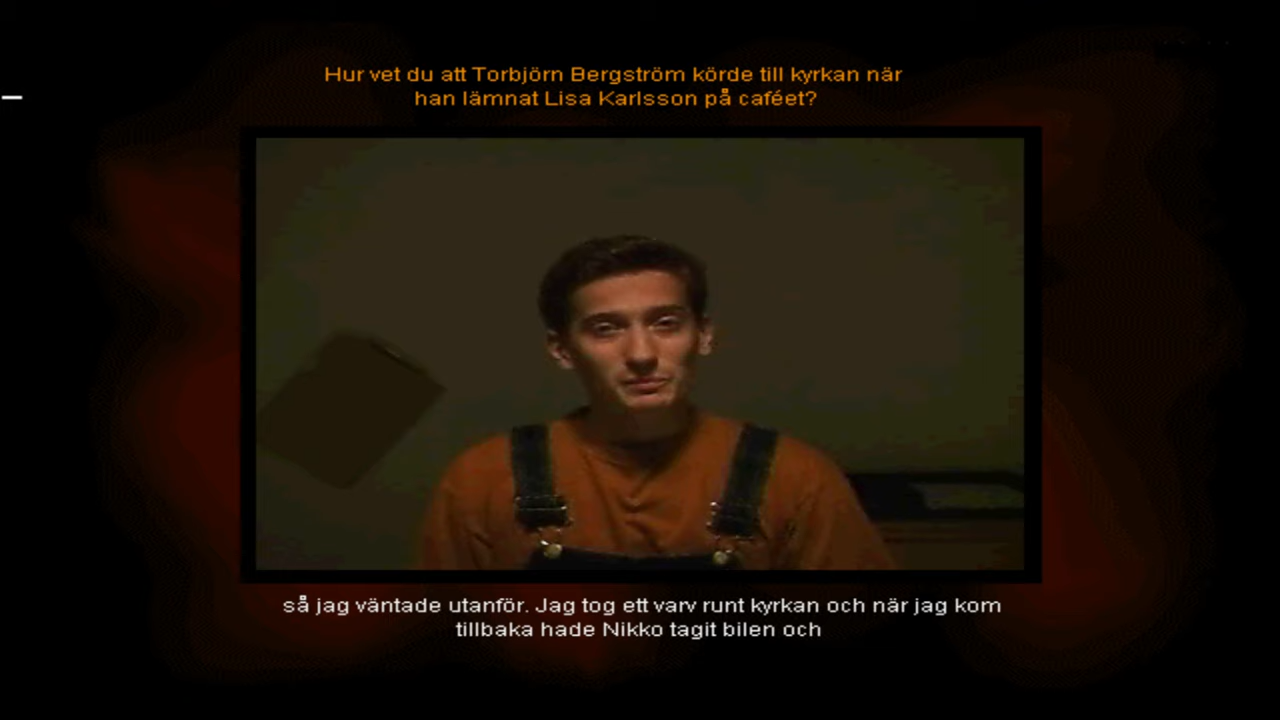 Hur vet du att Torbjörn Bergström körde till kyrkan när
han lämnat Lisa Karlsson på caféet?
så jag väntade utanför. Jag tog ett varv runt kyrkan och när jag kom
tillbaka hade Nikko tagit bilen och